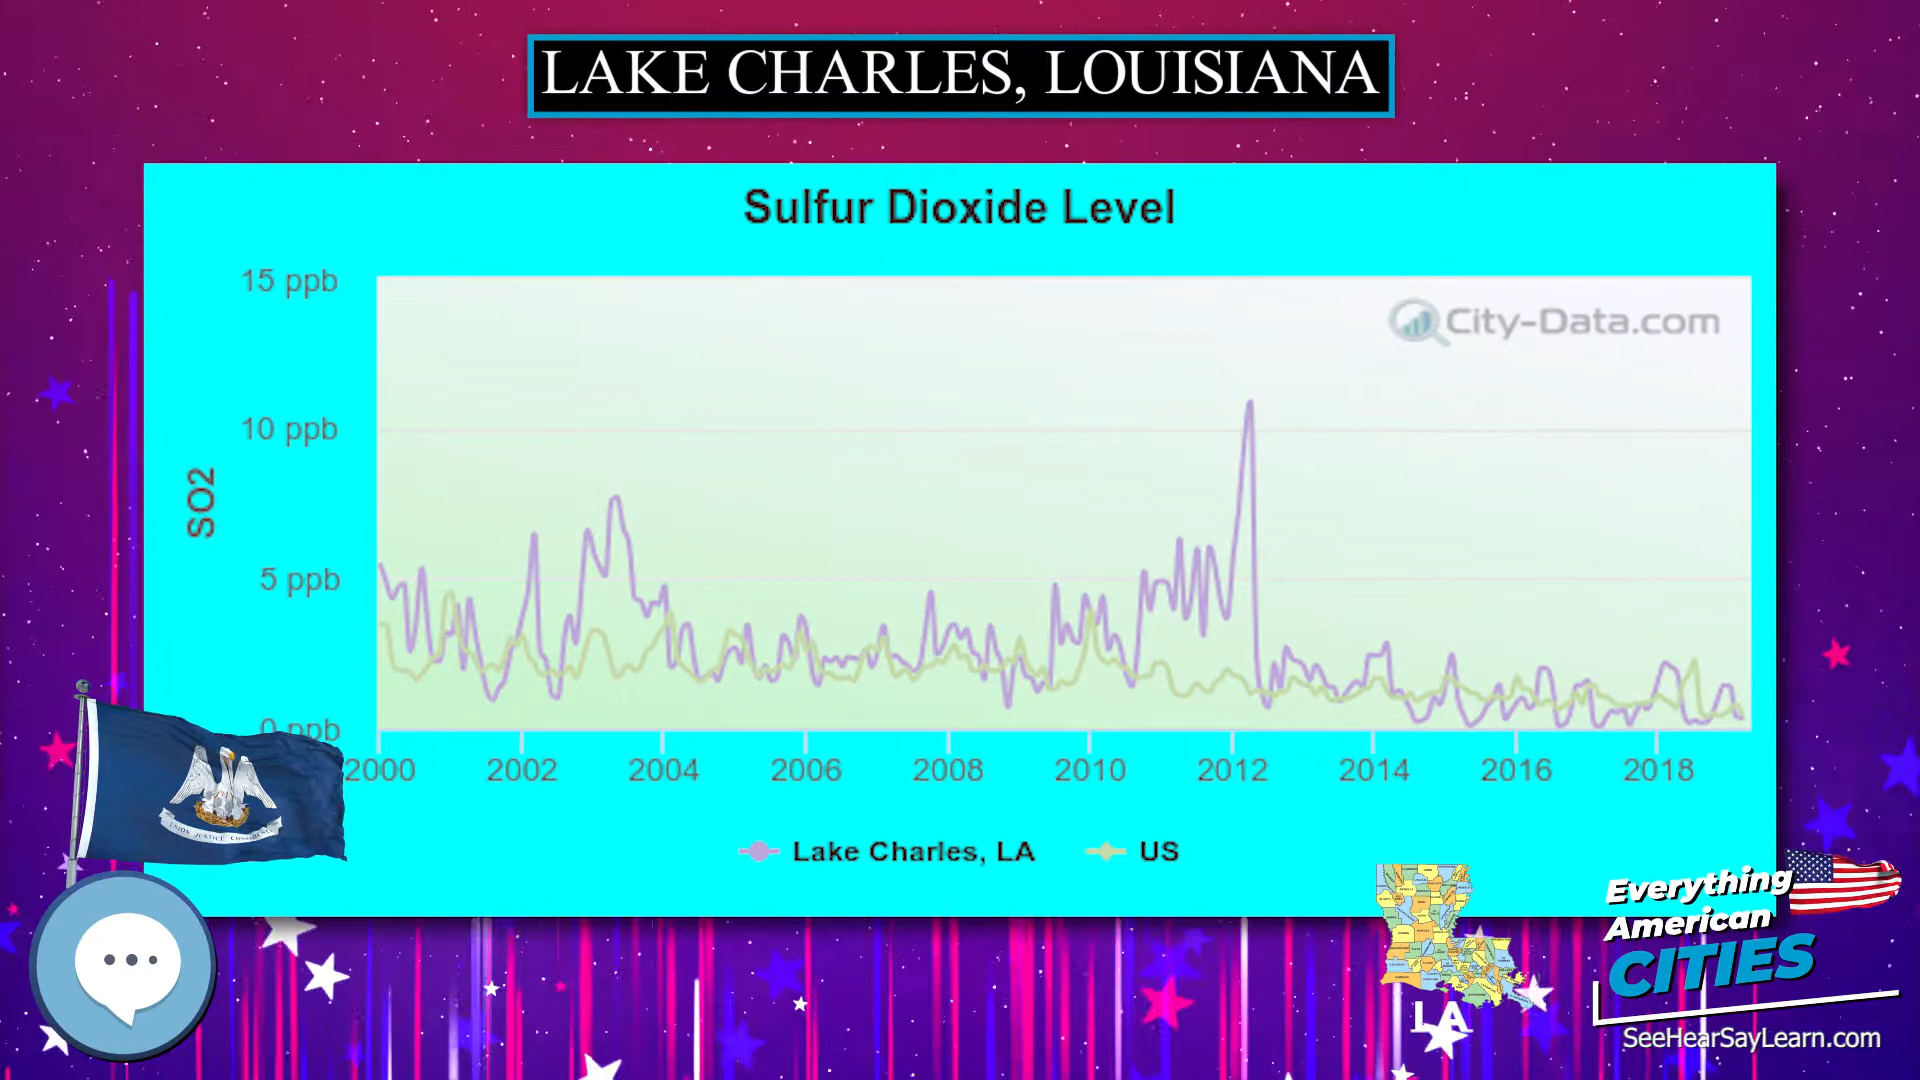 LAKE CHARLES, LOUISIANA
Sulfur Dioxide Level
15 ppb
City-Data.com
10 ppb
SO2
5 ppb
0 ppb
2000 2002 2004 2006 2008 2010 2012 2014 2016 2018
UNION JUSTICE
Lake Charles, LA US
Everything
American
CITIES
LA
SeeHearSayLearn.com